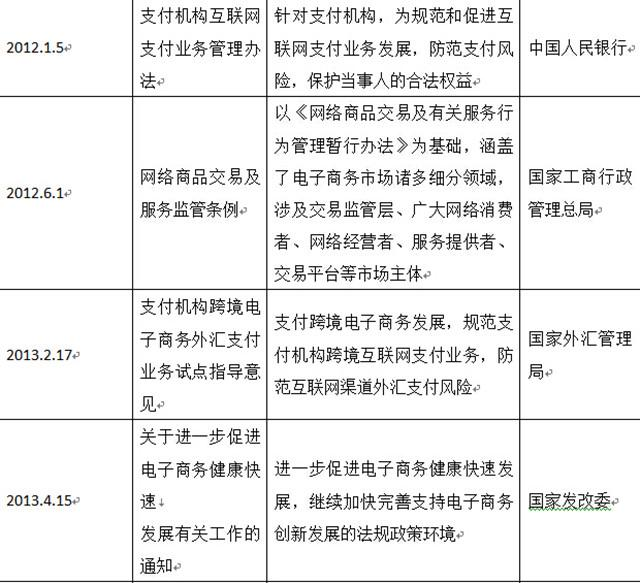 2012.1.5
支付机构互联网
支付业务管理办
法
针对支付机构，为规范和促进互
联网支付业务发展，防范支付风
险，保护当事人的合法权益
中国人民银行
2012.6.1
网络商品交易及
服务监管条例
以《网络商品交易及有关服务行
为管理暂行办法》为基础，涵盖
了电子商务市场诸多细分领域，
涉及交易监管层、广大网络消费
者、网络经营者、服务提供者、
交易平台等市场主体
国家工商行政
管理总局
2013.2.17
支付机构跨境电
子商务外汇支付
业务试点指导意
见
支付跨境电子商务发展，规范支
付机构跨境互联网支付业务，防
范互联网渠道外汇支付风险
国家外汇管理
局
2013.4.15
关于进一步促进
电子商务健康快
速
发展有关工作的
通知
进一步促进电子商务健康快速发
展，继续加快完善支持电子商务
创新发展的法规政策环境
国家发改委